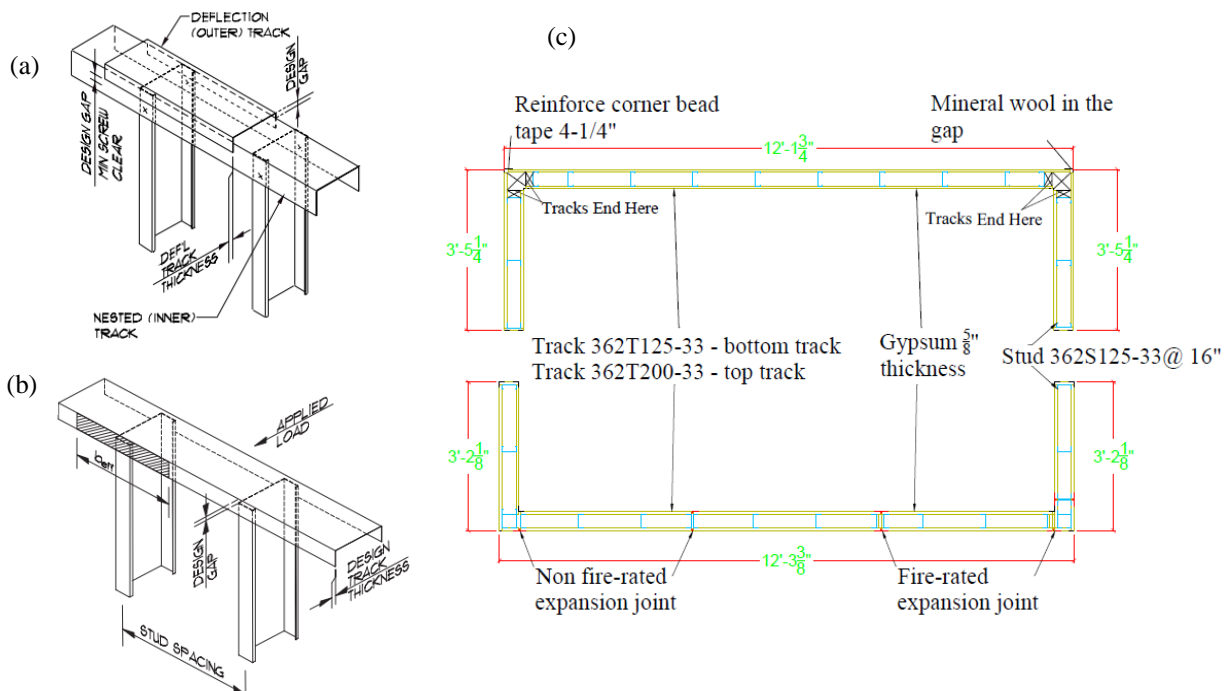 (a)
DEFLECTION
(OUTER) TRACK
DESIGN
GAP
DESIGN GAP
MIN SCREW
CLEAR
DEF'L
TRACK
THICKNESS
NESTED (INNER)
TRACK
(b)
APPLIED
LOAD
beff
DESIGN
GAP
DESIGN
TRACK
THICKNESS
STUD SPACING
(c)
Reinforce corner bead
tape 4-1/4"
Mineral wool in the
gap
12'-1 3/4"
Tracks End Here
Tracks End Here
3'-5 1/4"
3'-5 1/4"
Track 362T125-33 - bottom track
Track 362T200-33 - top track
Gypsum 5/8"
thickness
Stud 362S125-33@ 16"
3'-2 1/8"
3'-2 1/8"
12'-3 3/8"
Non fire-rated
expansion joint
Fire-rated
expansion joint